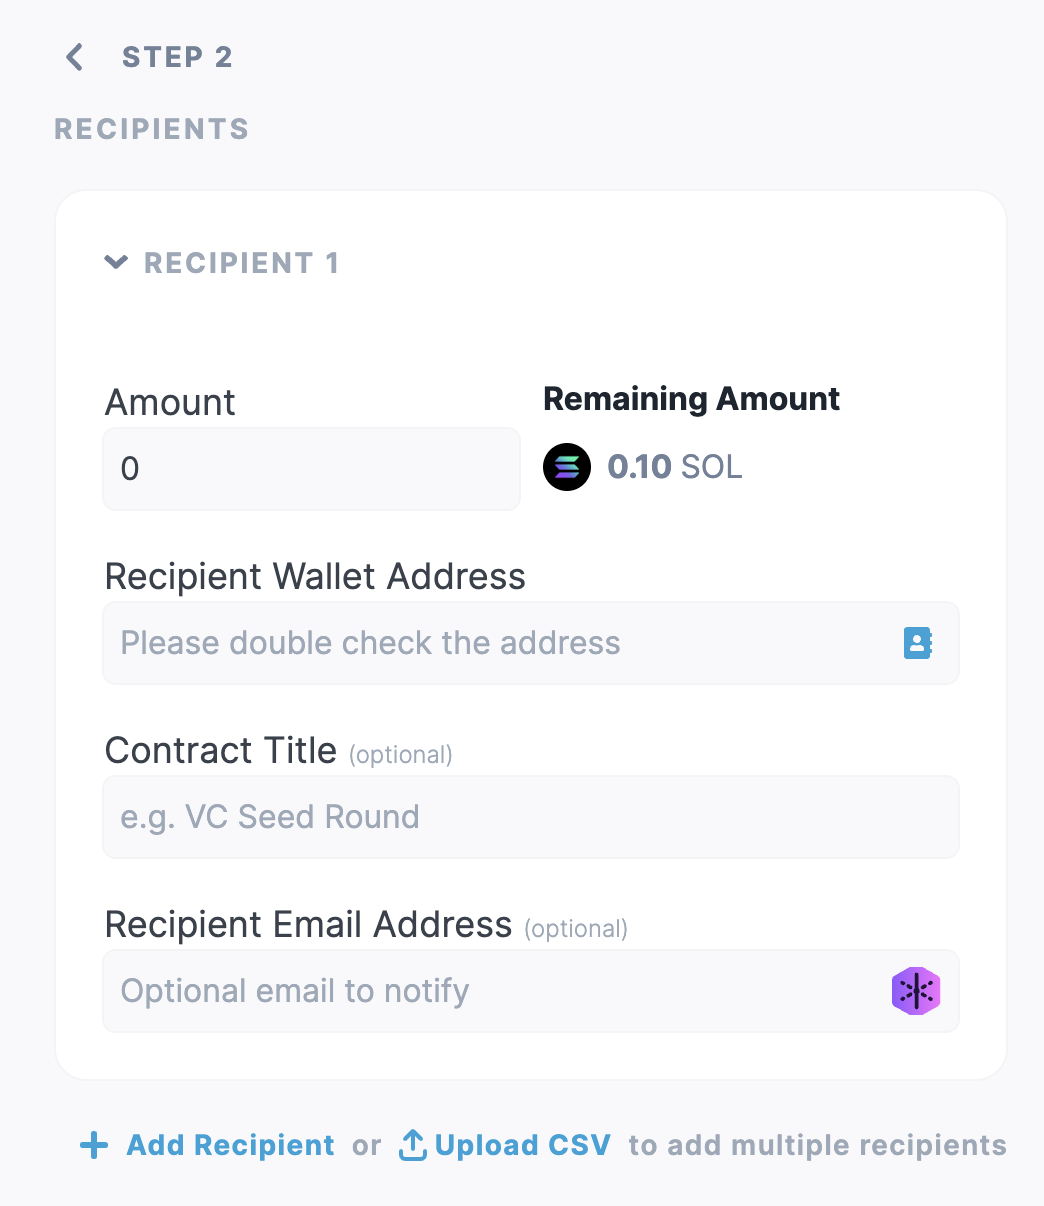 STEP 2
RECIPIENTS
RECIPIENT 1
Amount
Remaining Amount
0
0.10 SOL
Recipient Wallet Address
Please double check the address
Contract Title (optional)
e.g. VC Seed Round
Recipient Email Address (optional)
Optional email to notify
Add Recipient or Upload CSV to add multiple recipients